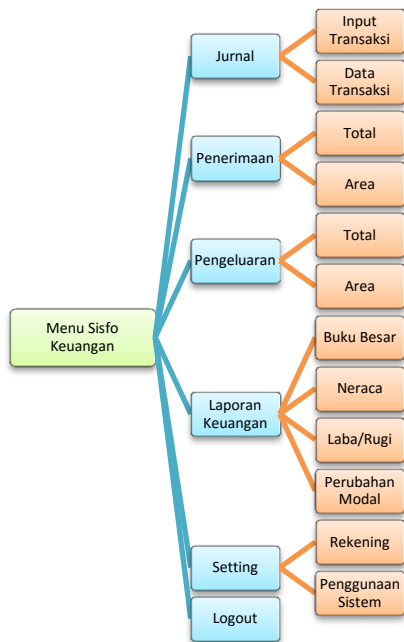 Menu Sisfo
Keuangan
Jurnal
Input
Transaksi
Data
Transaksi
Penerimaan
Total
Area
Pengeluaran
Total
Area
Laporan
Keuangan
Buku Besar
Neraca
Laba/Rugi
Perubahan
Modal
Setting
Rekening
Penggunaan
Sistem
Logout